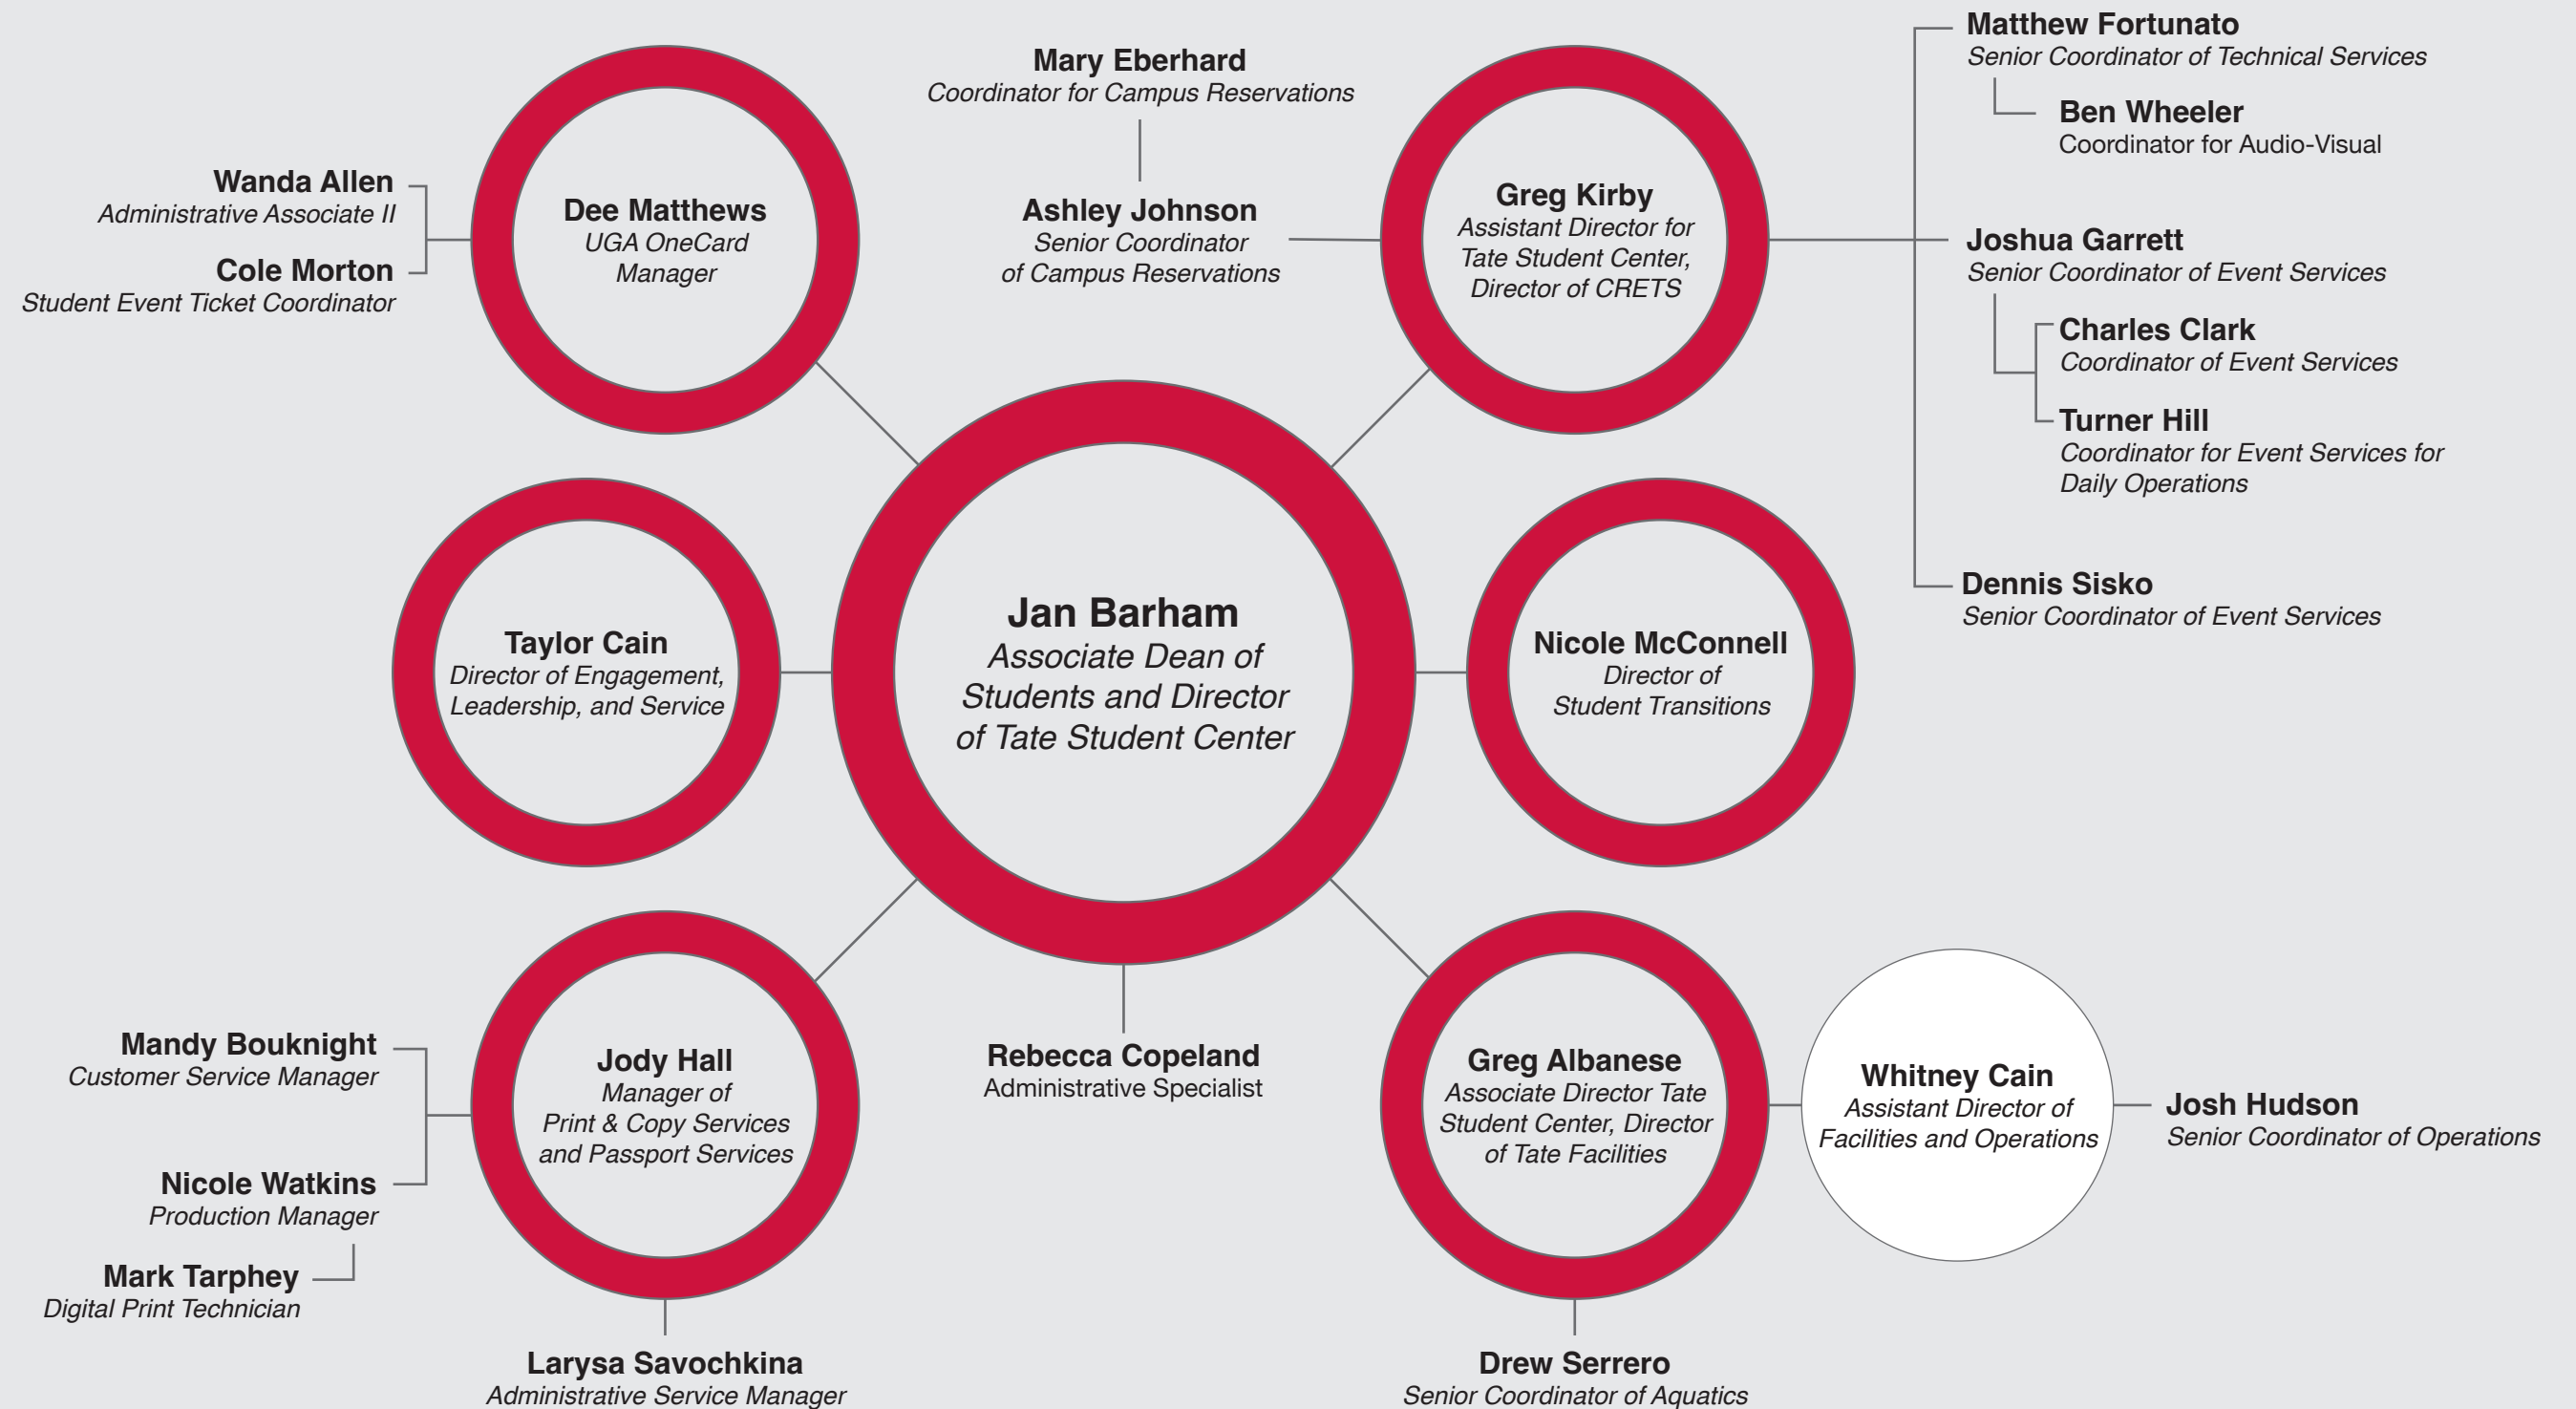 Mary Eberhard
Coordinator for Campus Reservations
Matthew Fortunato
Senior Coordinator of Technical Services
Ben Wheeler
Coordinator for Audio-Visual
Wanda Allen
Administrative Associate II
Cole Morton
Student Event Ticket Coordinator
Dee Matthews
UGA OneCard
Manager
Ashley Johnson
Senior Coordinator
of Campus Reservations
Greg Kirby
Assistant Director for
Tate Student Center,
Director of CRETS
Joshua Garrett
Senior Coordinator of Event Services
Charles Clark
Coordinator of Event Services
Turner Hill
Coordinator for Event Services for
Daily Operations
Dennis Sisko
Senior Coordinator of Event Services
Taylor Cain
Director of Engagement,
Leadership, and Service
Jan Barham
Associate Dean of
Students and Director
of Tate Student Center
Nicole McConnell
Director of
Student Transitions
Mandy Bouknight
Customer Service Manager
Nicole Watkins
Production Manager
Mark Tarphey
Digital Print Technician
Jody Hall
Manager of
Print & Copy Services
and Passport Services
Larysa Savochkina
Administrative Service Manager
Rebecca Copeland
Administrative Specialist
Greg Albanese
Associate Director Tate
Student Center, Director
of Tate Facilities
Drew Serrero
Senior Coordinator of Aquatics
Whitney Cain
Assistant Director of
Facilities and Operations
Josh Hudson
Senior Coordinator of Operations